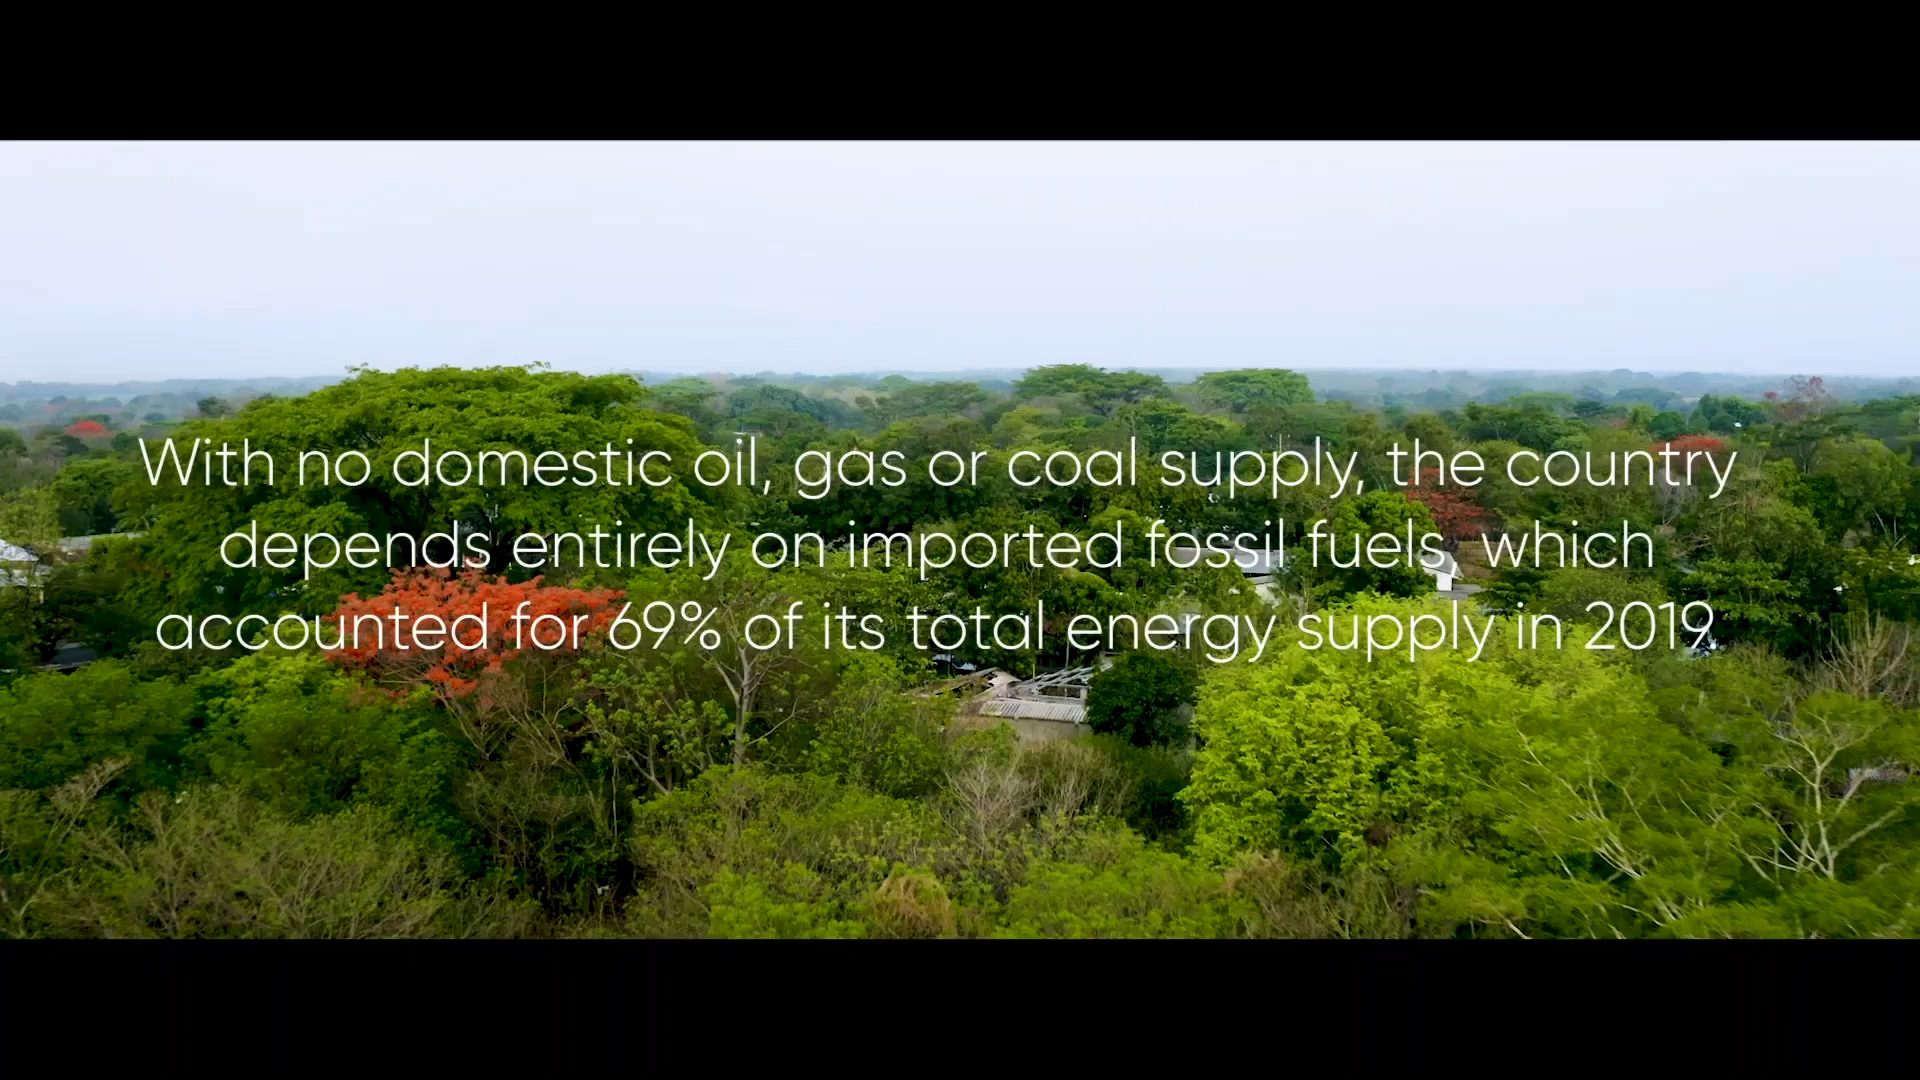 With no domestic oil, gas or coal supply, the country
depends entirely on imported fossil fuels, which
accounted for 69% of its total energy supply in 2019